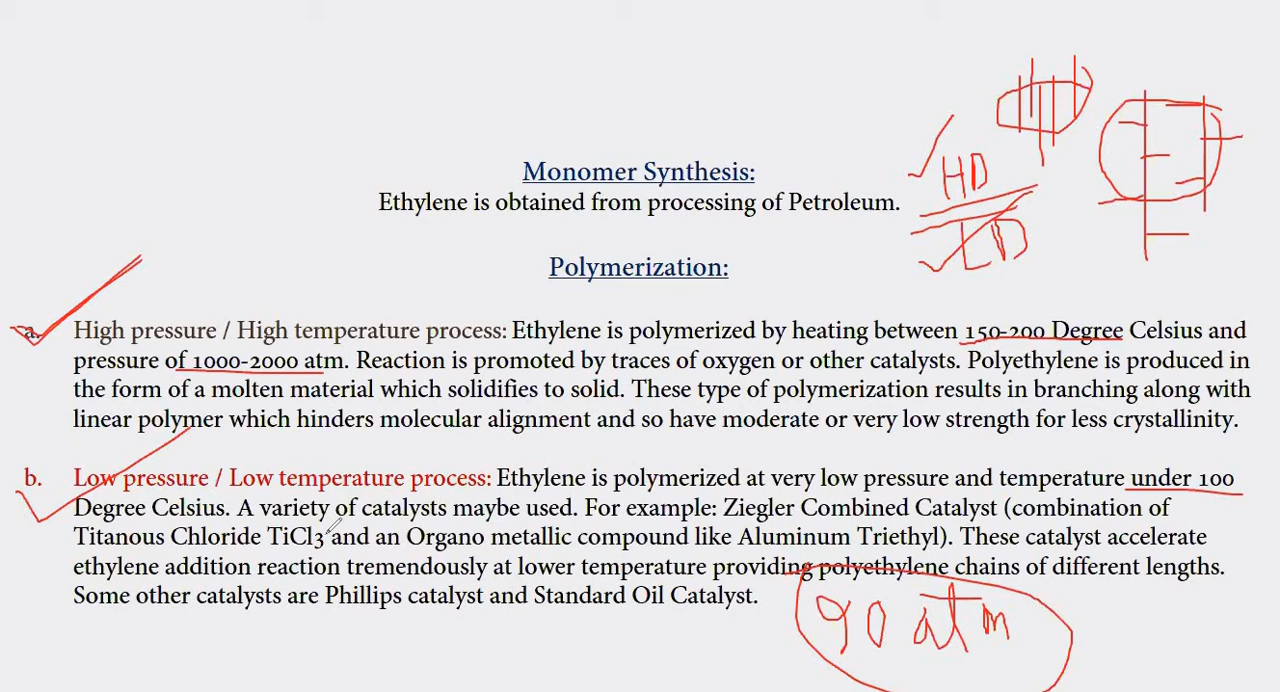 Monomer Synthesis:
Ethylene is obtained from processing of Petroleum.
HD
LD
Polymerization:
a. High pressure / High temperature process: Ethylene is polymerized by heating between 150-200 Degree Celsius and
pressure of 1000-2000 atm. Reaction is promoted by traces of oxygen or other catalysts. Polyethylene is produced in
the form of a molten material which solidifies to solid. These type of polymerization results in branching along with
linear polymer which hinders molecular alignment and so have moderate or very low strength for less crystallinity.
b. Low pressure / Low temperature process: Ethylene is polymerized at very low pressure and temperature under 100
Degree Celsius. A variety of catalysts maybe used. For example: Ziegler Combined Catalyst (combination of
Titanous Chloride TiCl3 and an Organo metallic compound like Aluminum Triethyl). These catalyst accelerate
ethylene addition reaction tremendously at lower temperature providing polyethylene chains of different lengths.
Some other catalysts are Phillips catalyst and Standard Oil Catalyst.
90 atm